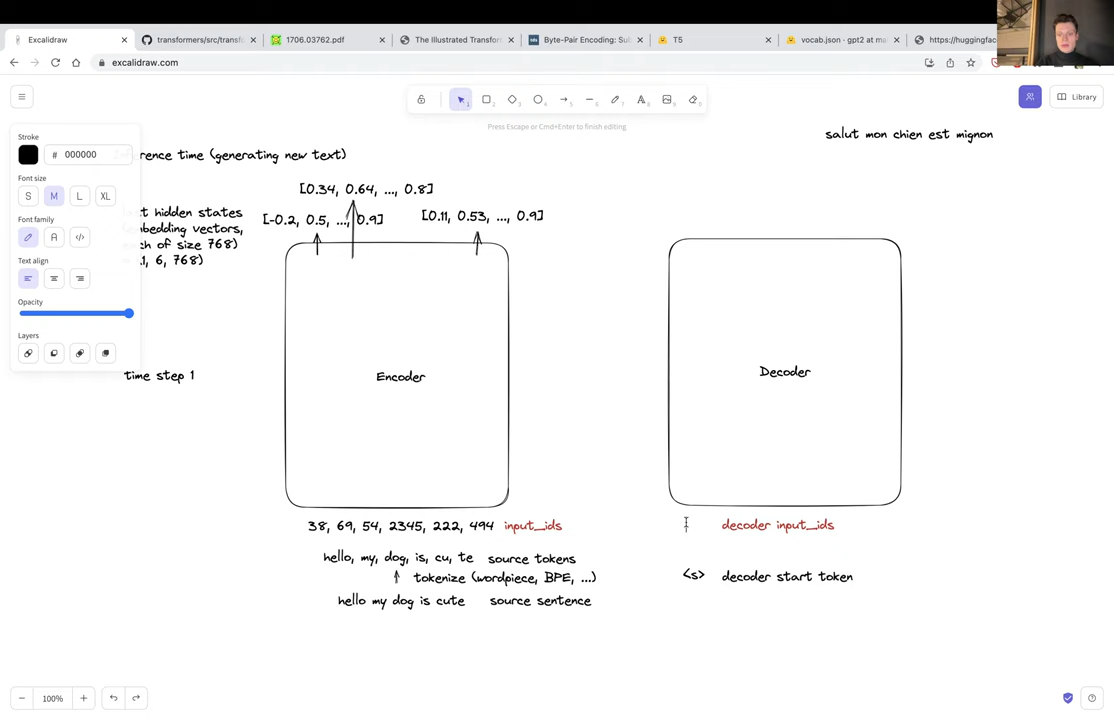 Excalidraw
transformers/src/transf
1706.03762.pdf
The Illustrated Transfor
Byte-Pair Encoding: Sub
T5
vocab.json · gpt2 at ma
https://huggingfac
excalidraw.com
Library
Press Escape or Cmd+Enter to finish editing
salut mon chien est mignon
Stroke
# 000000
erence time (generating new text)
Font size
S M L XL
[0.34, 0.64, ..., 0.8]
st hidden states
[-0.2, 0.5, ..., 0.9]
[0.11, 0.53, ..., 0.9]
mbedding vectors,
Font family
A </>
ch of size 768)
1, 6, 768)
Text align
Opacity
Layers
time step 1
Encoder
Decoder
38, 69, 54, 2345, 222, 494 input_ids
decoder input_ids
hello, my, dog, is, cu, te source tokens
tokenize (wordpiece, BPE, ...)
<s> decoder start token
hello my dog is cute source sentence
100%